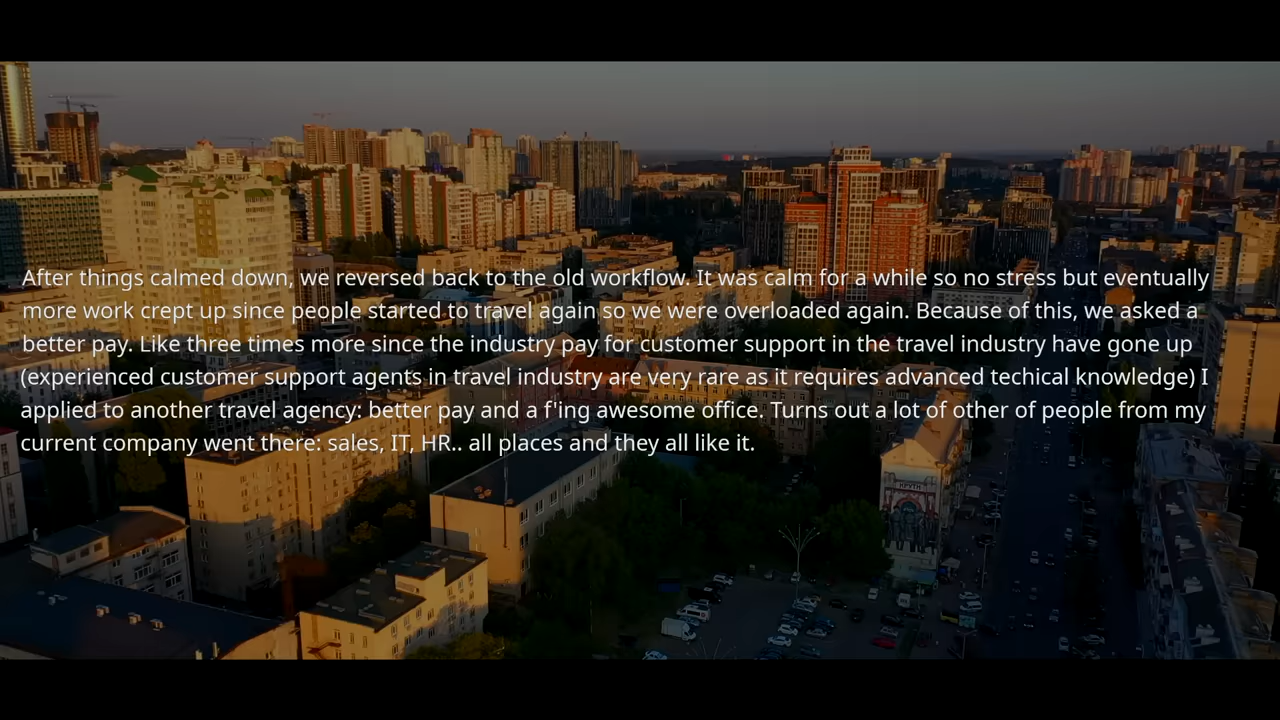 After things calmed down, we reversed back to the old workflow. It was calm for a while so no stress but eventually
more work crept up since people started to travel again so we were overloaded again. Because of this, we asked a
better pay. Like three times more since the industry pay for customer support in the travel industry have gone up
(experienced customer support agents in travel industry are very rare as it requires advanced techical knowledge) I
applied to another travel agency: better pay and a f'ing awesome office. Turns out a lot of other of people from my
current company went there: sales, IT, HR.. all places and they all like it.